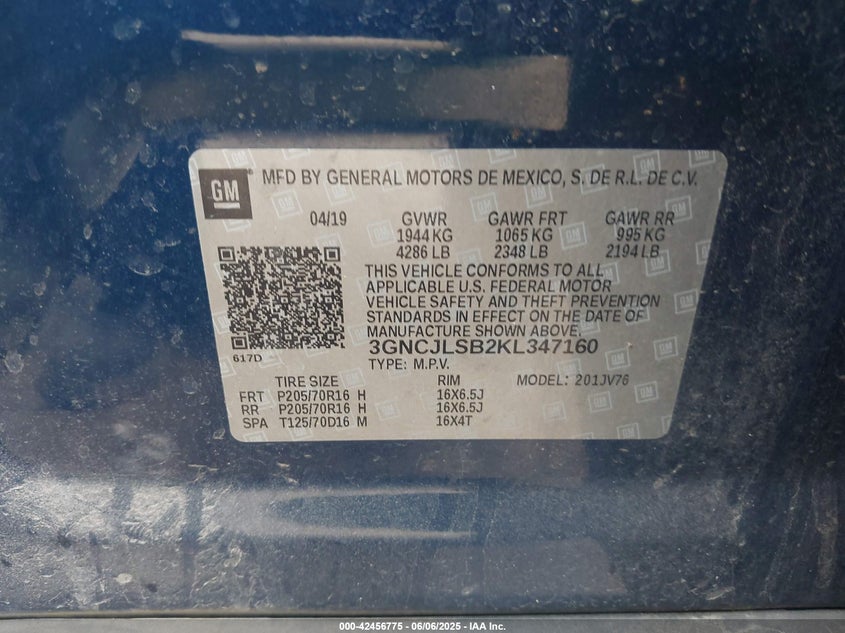 GM
MFD BY GENERAL MOTORS DE MEXICO, S. DE R.L. DE C.V.
04/19 GVWR GAWR FRT GAWR RR
1944 KG 1065 KG 995 KG
4286 LB 2348 LB 2194 LB
THIS VEHICLE CONFORMS TO ALL
APPLICABLE U.S. FEDERAL MOTOR
VEHICLE SAFETY AND THEFT PREVENTION
STANDARDS IN EFFECT ON THE DATE OF
MANUFACTURE SHOWN ABOVE.
617D
3GNCJLSB2KL347160
TYPE: M.P.V.
TIRE SIZE RIM MODEL: 201JV76
FRT P205/70R16 H 16X6.5J
RR P205/70R16 H 16X6.5J
SPA T125/70D16 M 16X4T
000-42456775 - 06/06/2025 - IAA Inc.